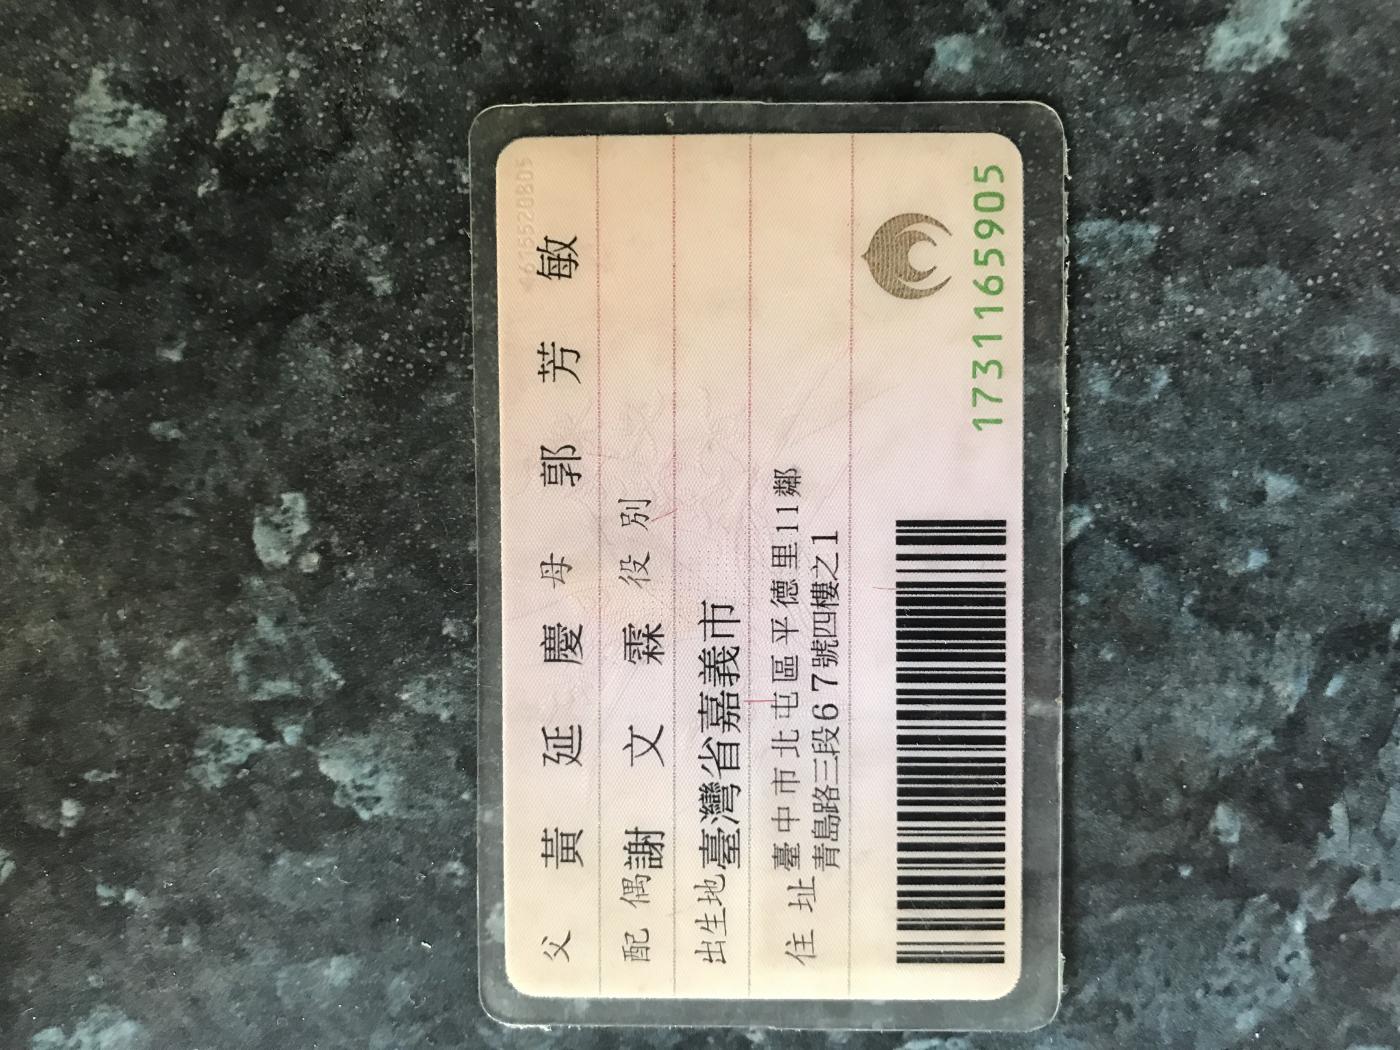 父 黃 延 慶 母 郭 芳 敏
配偶 謝 文 霖 役別
出生地 臺灣省嘉義市
住址 臺中市北屯區平德里11鄰
青島路三段67號四樓之1
1731165905